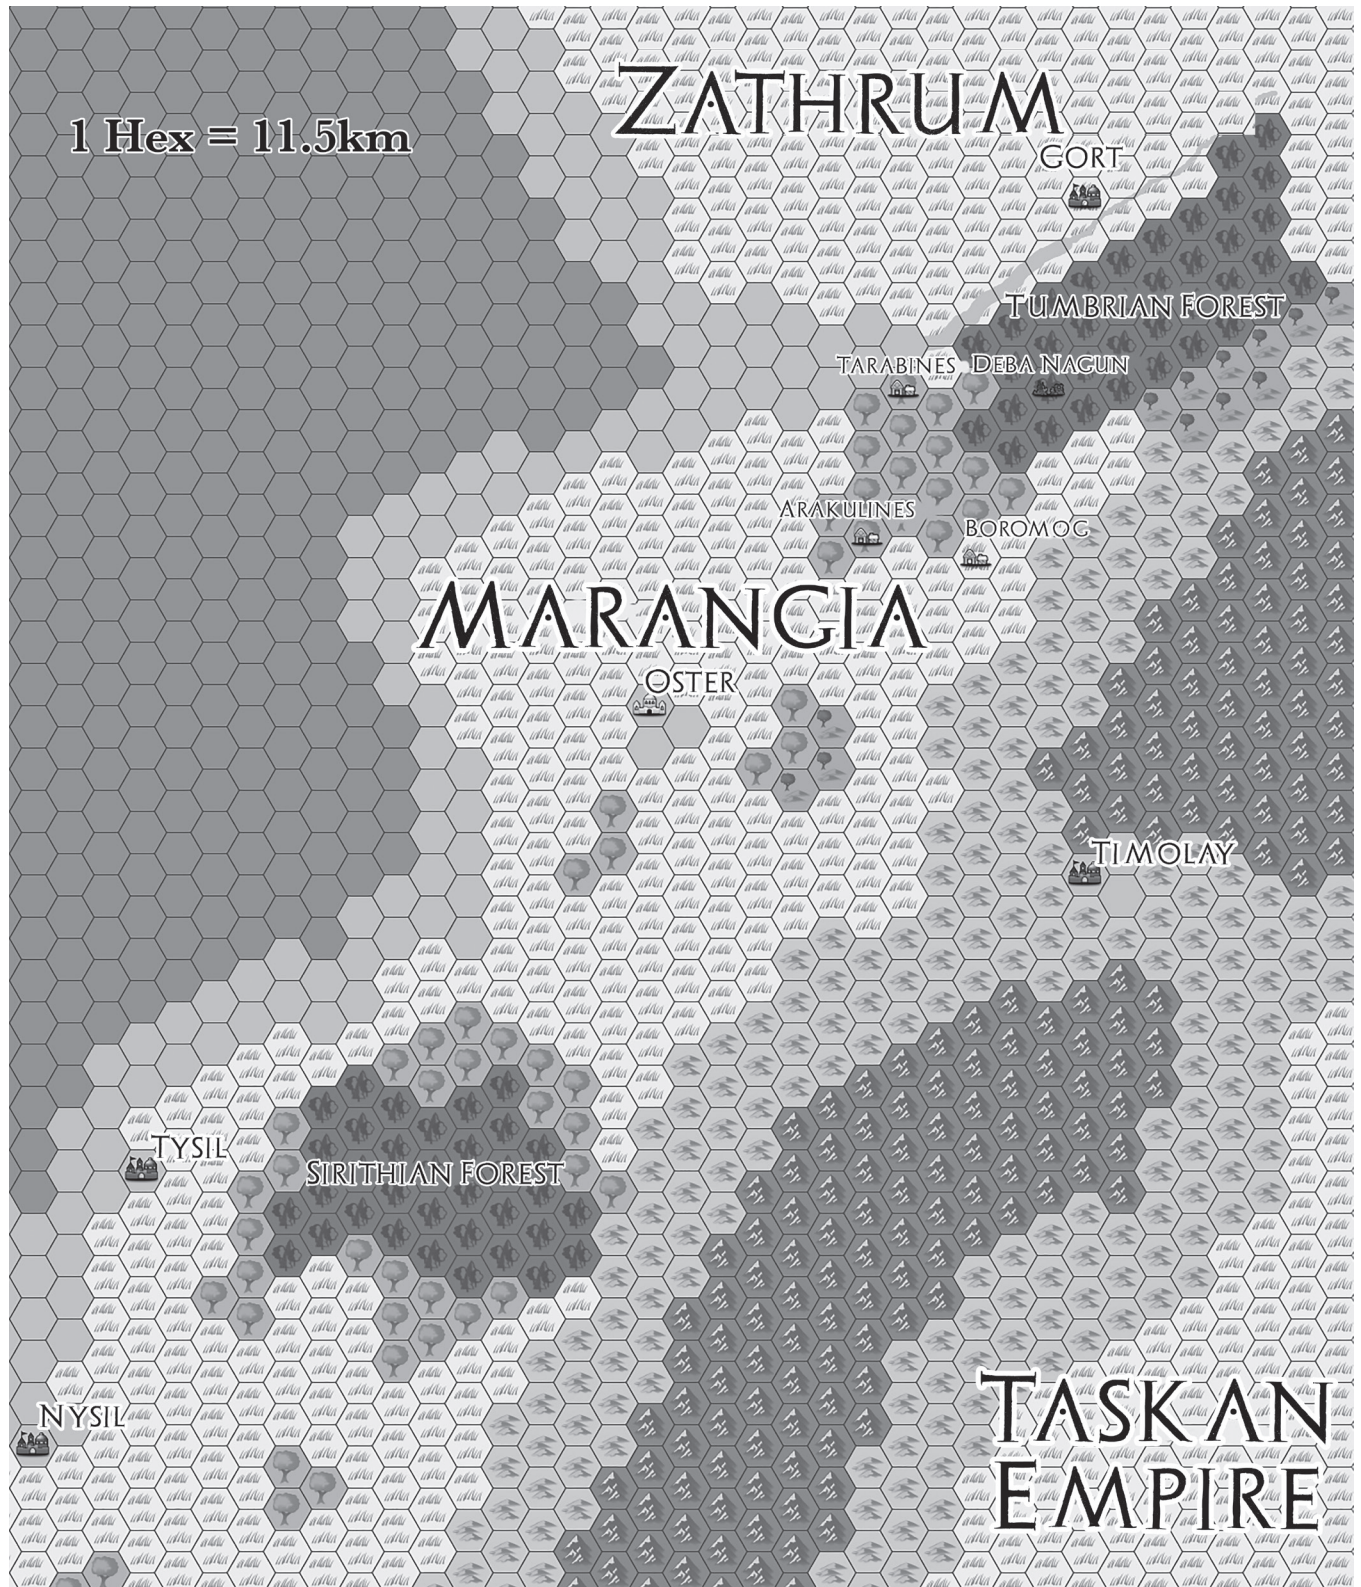 ZATHRUM
1 Hex = 11.5km
GORT
TUMBRIAN FOREST
TARABINES
DEBA NAGUN
ARAKULINES
BOROMOG
MARANGIA
OSTER
TIMOLAY
TYSIL
SIRITHIAN FOREST
NYSIL
TASKAN
EMPIRE